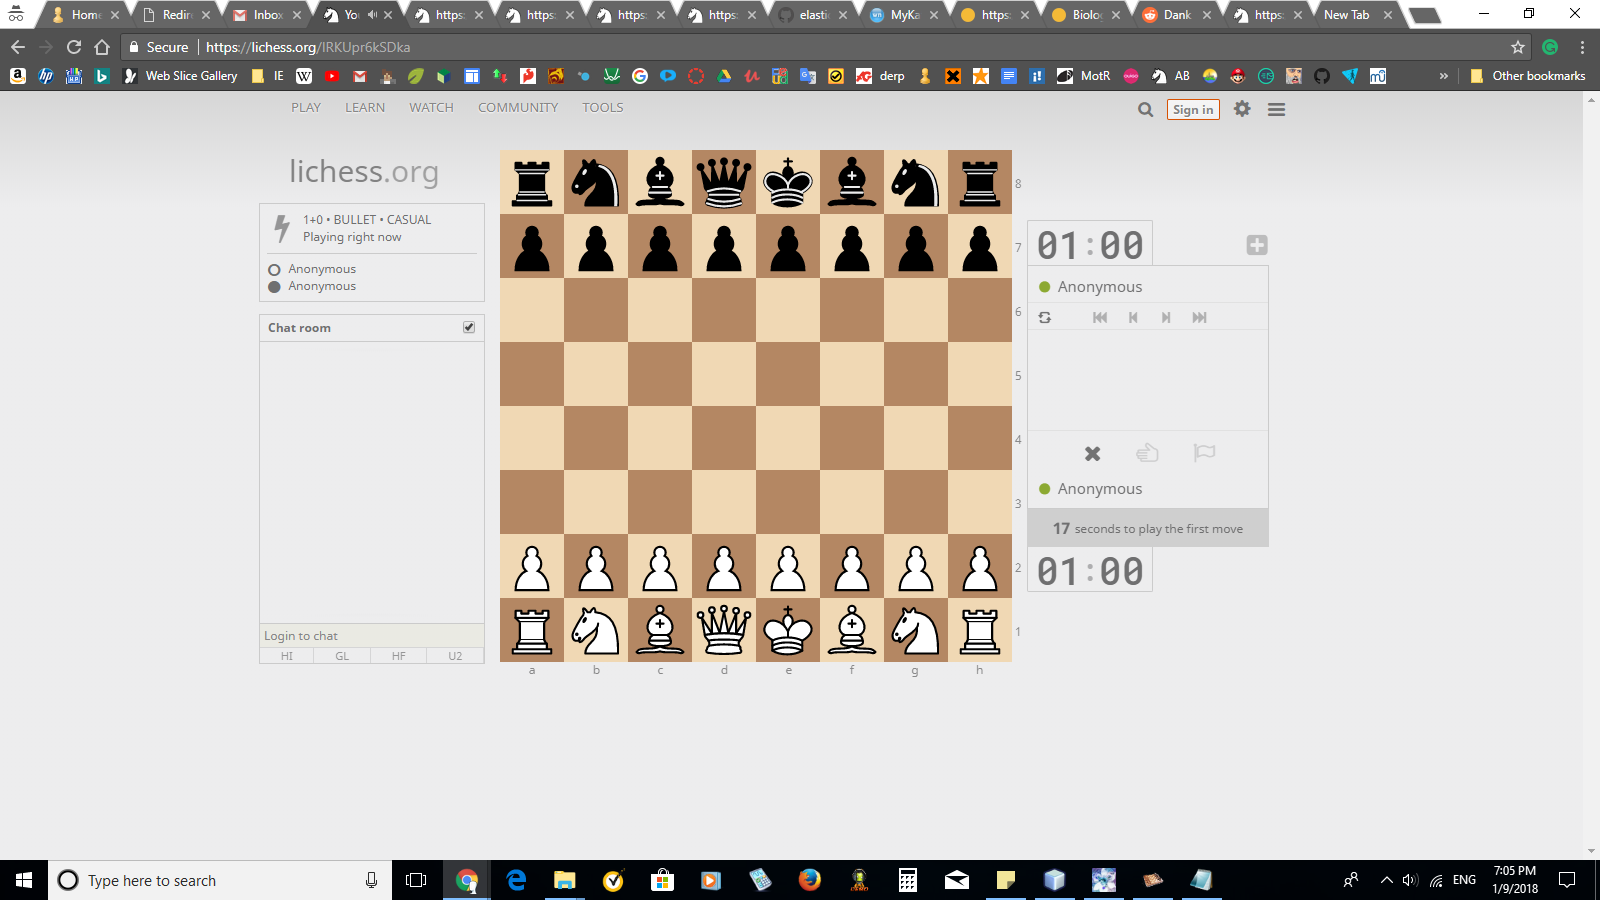 Home
Redire
Inbox
You
https:
https:
https:
https:
elasti
MyKa
https:
Biolog
Dank
https:
New Tab
Secure
https://lichess.org/IRKUpr6kSDka
Web Slice Gallery
IE
derp
MotR
AB
»
Other bookmarks
PLAY
LEARN
WATCH
COMMUNITY
TOOLS
Sign in
lichess.org
1+0 • BULLET • CASUAL
Playing right now
Anonymous
Anonymous
Chat room
Login to chat
HI
GL
HF
U2
8
7
6
5
4
3
2
1
a
b
c
d
e
f
g
h
01:00
Anonymous
Anonymous
17 seconds to play the first move
01:00
Type here to search
ENG
7:05 PM
1/9/2018